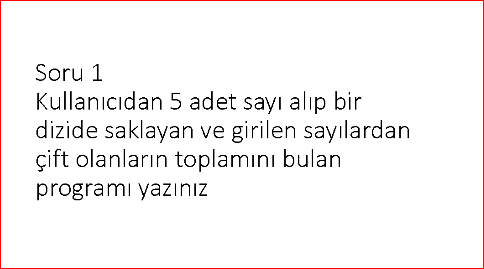 Soru 1
Kullanıcıdan 5 adet sayı alıp bir
dizide saklayan ve girilen sayılardan
çift olanların toplamını bulan
programı yazınız